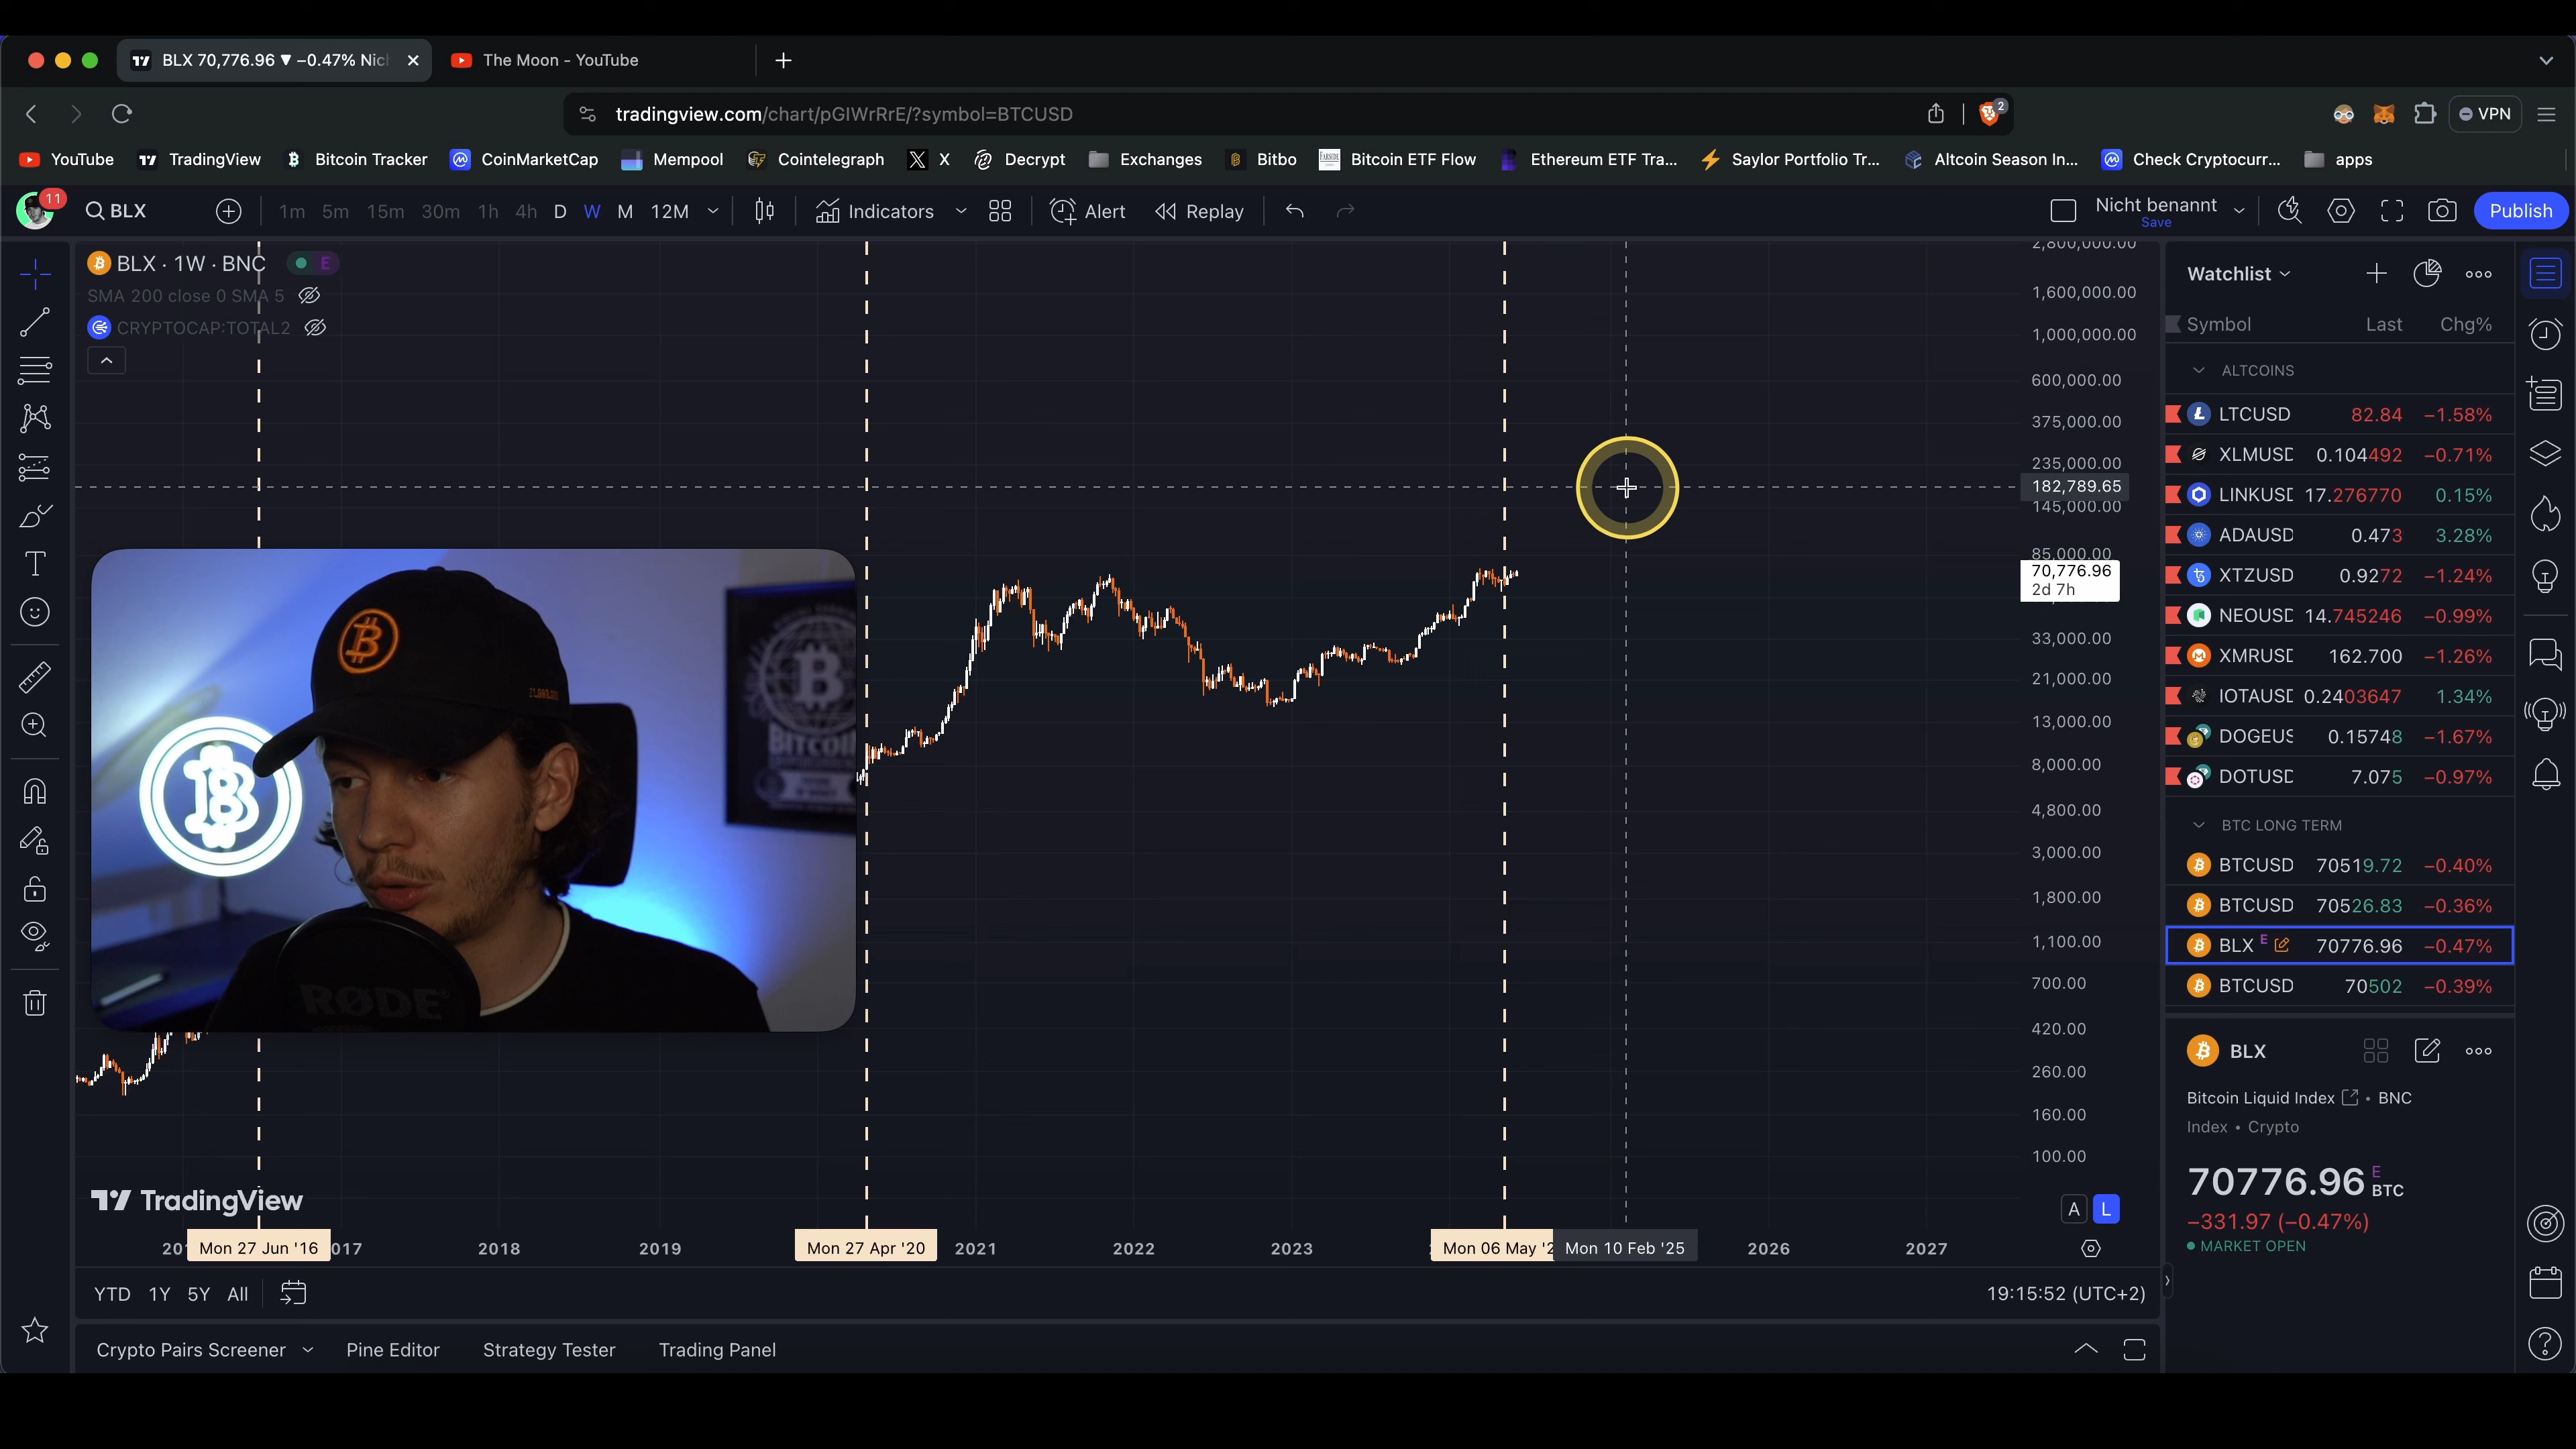 BLX 70,776.96 ▼ −0.47% Nic
The Moon - YouTube
tradingview.com/chart/pGIWrRrE/?symbol=BTCUSD
2
VPN
YouTube TradingView Bitcoin Tracker CoinMarketCap Mempool Cointelegraph X Decrypt Exchanges Bitbo Bitcoin ETF Flow Ethereum ETF Tra... Saylor Portfolio Tr... Altcoin Season In... Check Cryptocurr... apps
11 BLX 1m 5m 15m 30m 1h 4h D W M 12M Indicators Alert Replay Nicht benannt Save Publish
BLX · 1W · BNC E
SMA 200 close 0 SMA 5
CRYPTOCAP:TOTAL2
2,800,000.00
1,600,000.00
1,000,000.00
600,000.00
375,000.00
235,000.00
182,789.65
145,000.00
85,000.00
70,776.96
2d 7h
33,000.00
21,000.00
13,000.00
8,000.00
4,800.00
3,000.00
1,800.00
1,100.00
700.00
420.00
260.00
160.00
100.00
A L
BITCOIN
RØDE
TradingView
201 Mon 27 Jun '16 017 2018 2019 Mon 27 Apr '20 2021 2022 2023 Mon 06 May '2 Mon 10 Feb '25 2026 2027
YTD 1Y 5Y All
19:15:52 (UTC+2)
Crypto Pairs Screener Pine Editor Strategy Tester Trading Panel
Watchlist
Symbol Last Chg%
ALTCOINS
LTCUSD 82.84 −1.58%
XLMUSD 0.104492 −0.71%
LINKUSD 17.276770 0.15%
ADAUSD 0.473 3.28%
XTZUSD 0.9272 −1.24%
NEOUSD 14.745246 −0.99%
XMRUSD 162.700 −1.26%
IOTAUSD 0.2403647 1.34%
DOGEUS 0.15748 −1.67%
DOTUSD 7.075 −0.97%
BTC LONG TERM
BTCUSD 70519.72 −0.40%
BTCUSD 70526.83 −0.36%
BLX E 70776.96 −0.47%
BTCUSD 70502 −0.39%
BLX
Bitcoin Liquid Index • BNC
Index • Crypto
70776.96 E BTC
−331.97 (−0.47%)
MARKET OPEN